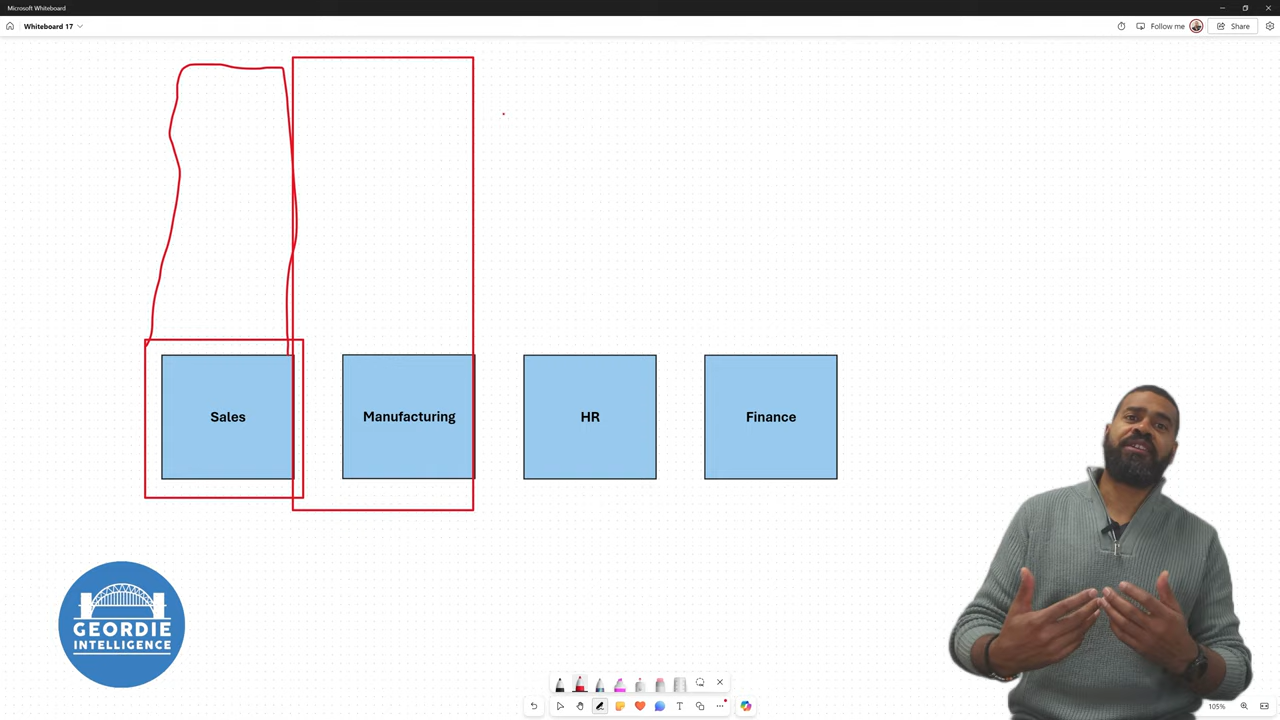 Microsoft Whiteboard
Whiteboard 17
Follow me
Share
Sales
Manufacturing
HR
Finance
GEORDIE
INTELLIGENCE
105%